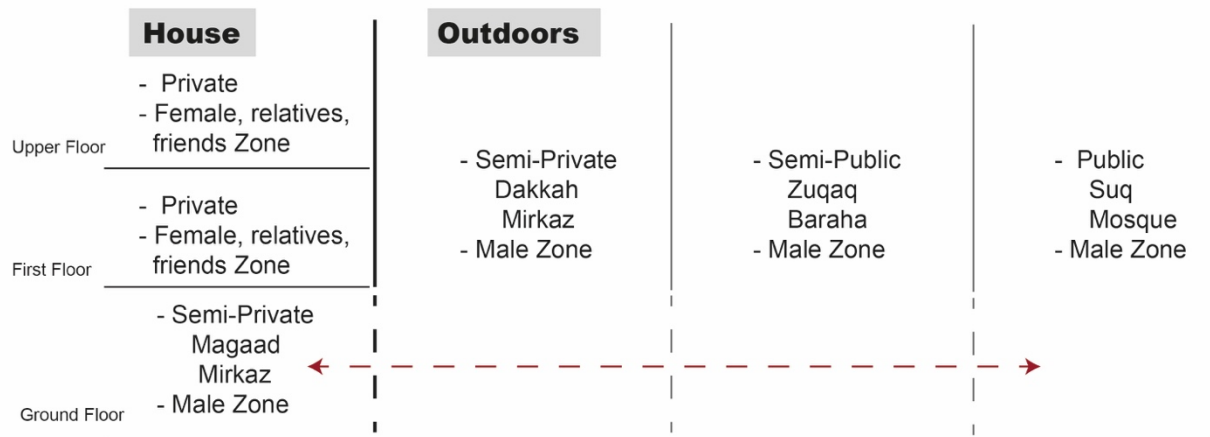 House
Outdoors
- Private
- Female, relatives,
friends Zone
Upper Floor
- Private
- Female, relatives,
friends Zone
First Floor
- Semi-Private
Magaad
Mirkaz
- Male Zone
Ground Floor
- Semi-Private
Dakkah
Mirkaz
- Male Zone
- Semi-Public
Zuqaq
Baraha
- Male Zone
- Public
Suq
Mosque
- Male Zone